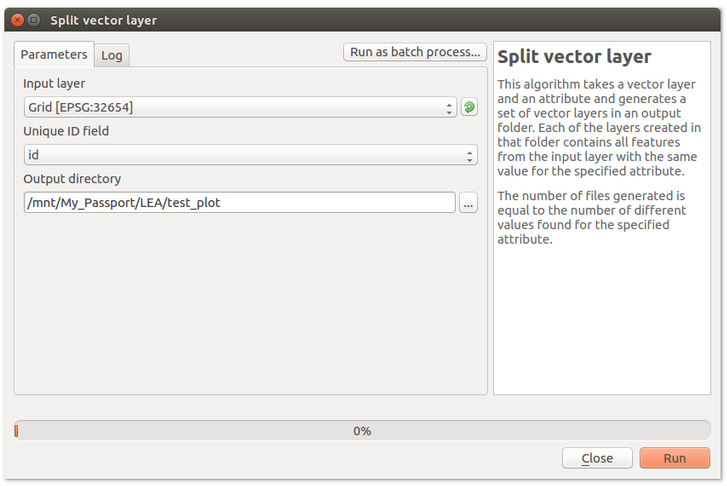 Split vector layer
Parameters
Log
Run as batch process...
Input layer
Grid [EPSG:32654]
Unique ID field
id
Output directory
/mnt/My_Passport/LEA/test_plot
...
Split vector layer
This algorithm takes a vector layer
and an attribute and generates a
set of vector layers in an output
folder. Each of the layers created in
that folder contains all features
from the input layer with the same
value for the specified attribute.
The number of files generated is
equal to the number of different
values found for the specified
attribute.
0%
Close
Run